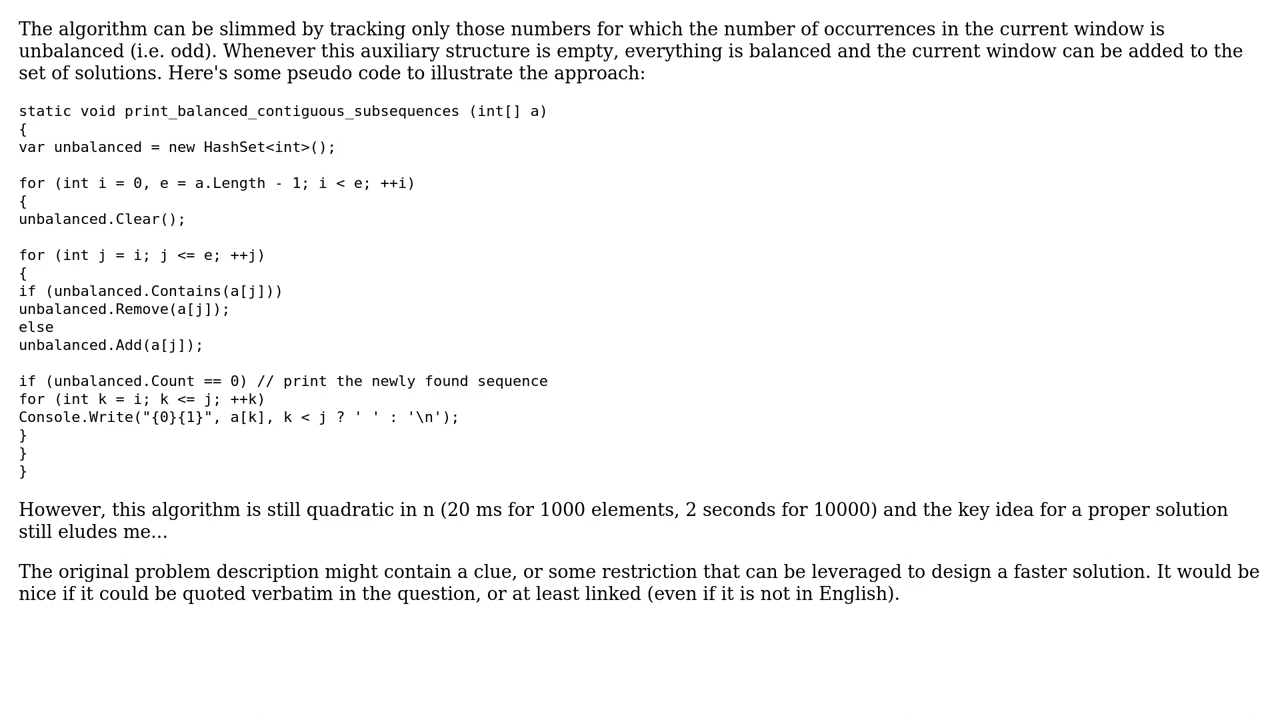 The algorithm can be slimmed by tracking only those numbers for which the number of occurrences in the current window is
unbalanced (i.e. odd). Whenever this auxiliary structure is empty, everything is balanced and the current window can be added to the
set of solutions. Here's some pseudo code to illustrate the approach:
static void print_balanced_contiguous_subsequences (int[] a)
{
var unbalanced = new HashSet<int>();
for (int i = 0, e = a.Length - 1; i < e; ++i)
{
unbalanced.Clear();
for (int j = i; j <= e; ++j)
{
if (unbalanced.Contains(a[j]))
unbalanced.Remove(a[j]);
else
unbalanced.Add(a[j]);
if (unbalanced.Count == 0) // print the newly found sequence
for (int k = i; k <= j; ++k)
Console.Write("{0}{1}", a[k], k < j ? ' ' : '\n');
}
}
}
However, this algorithm is still quadratic in n (20 ms for 1000 elements, 2 seconds for 10000) and the key idea for a proper solution
still eludes me...
The original problem description might contain a clue, or some restriction that can be leveraged to design a faster solution. It would be
nice if it could be quoted verbatim in the question, or at least linked (even if it is not in English).